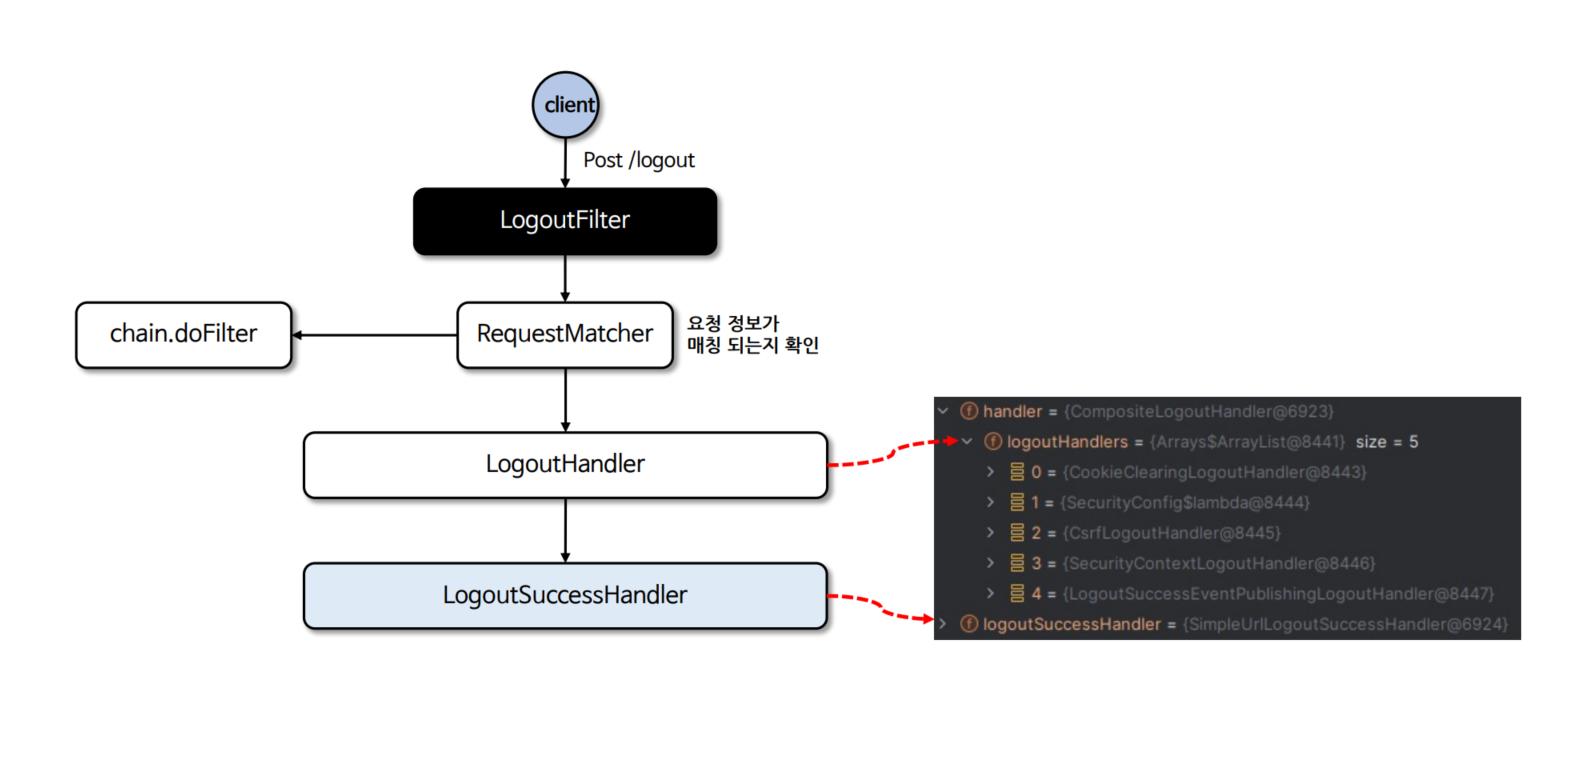 client
Post /logout
LogoutFilter
chain.doFilter
RequestMatcher
요청 정보가
매칭 되는지 확인
LogoutHandler
LogoutSuccessHandler
handler = {CompositeLogoutHandler@6923}
logoutHandlers = {Arrays$ArrayList@8441} size = 5
0 = {CookieClearingLogoutHandler@8443}
1 = {SecurityConfig$lambda@8444}
2 = {CsrfLogoutHandler@8445}
3 = {SecurityContextLogoutHandler@8446}
4 = {LogoutSuccessEventPublishingLogoutHandler@8447}
logoutSuccessHandler = {SimpleUrlLogoutSuccessHandler@6924}